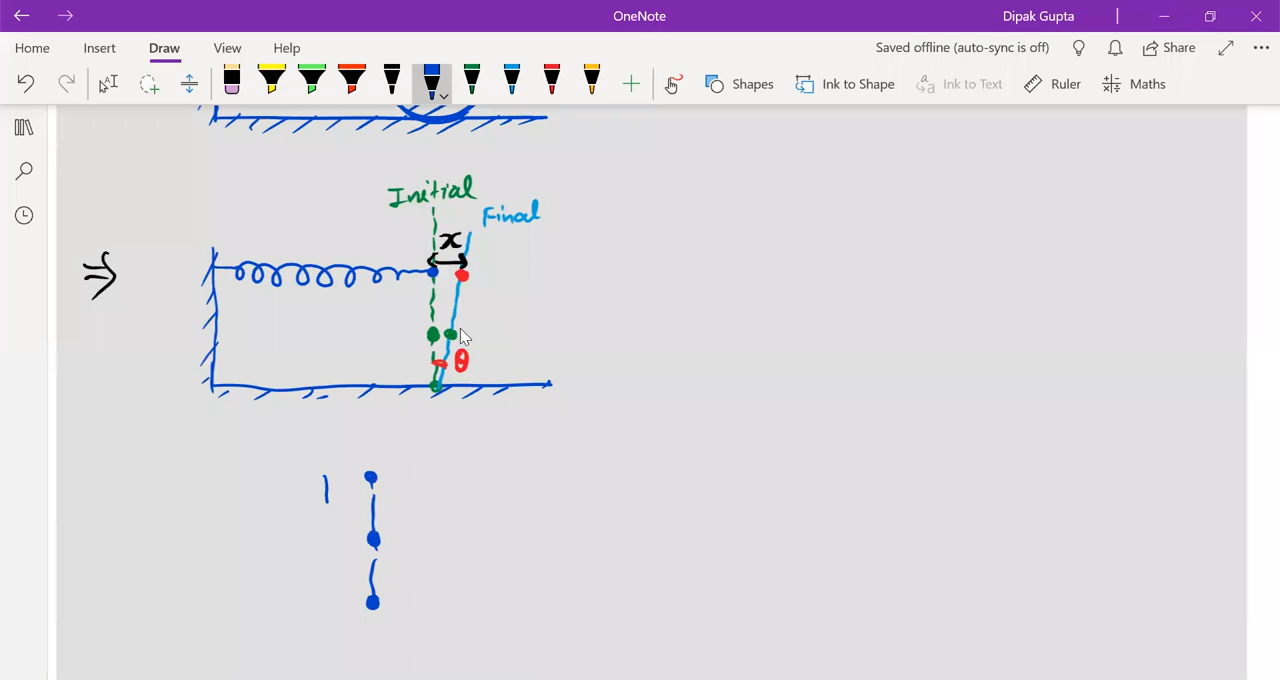 OneNote
Dipak Gupta
Home Insert Draw View Help
Saved offline (auto-sync is off)
Share
Shapes
Ink to Shape
Ink to Text
Ruler
Maths
Initial
Final
x
θ